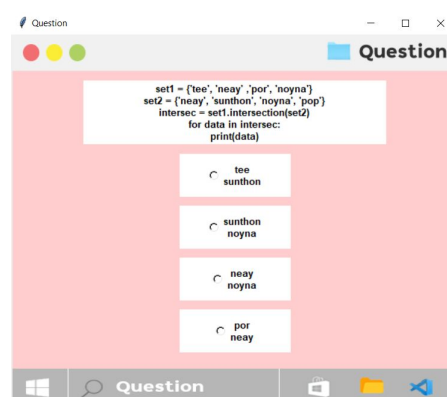 Question
Question
set1 = {'tee', 'neay' ,'por', 'noyna'}
set2 = {'neay', 'sunthon', 'noyna', 'pop'}
intersec = set1.intersection(set2)
for data in intersec:
print(data)
tee
sunthon
sunthon
noyna
neay
noyna
por
neay
Question